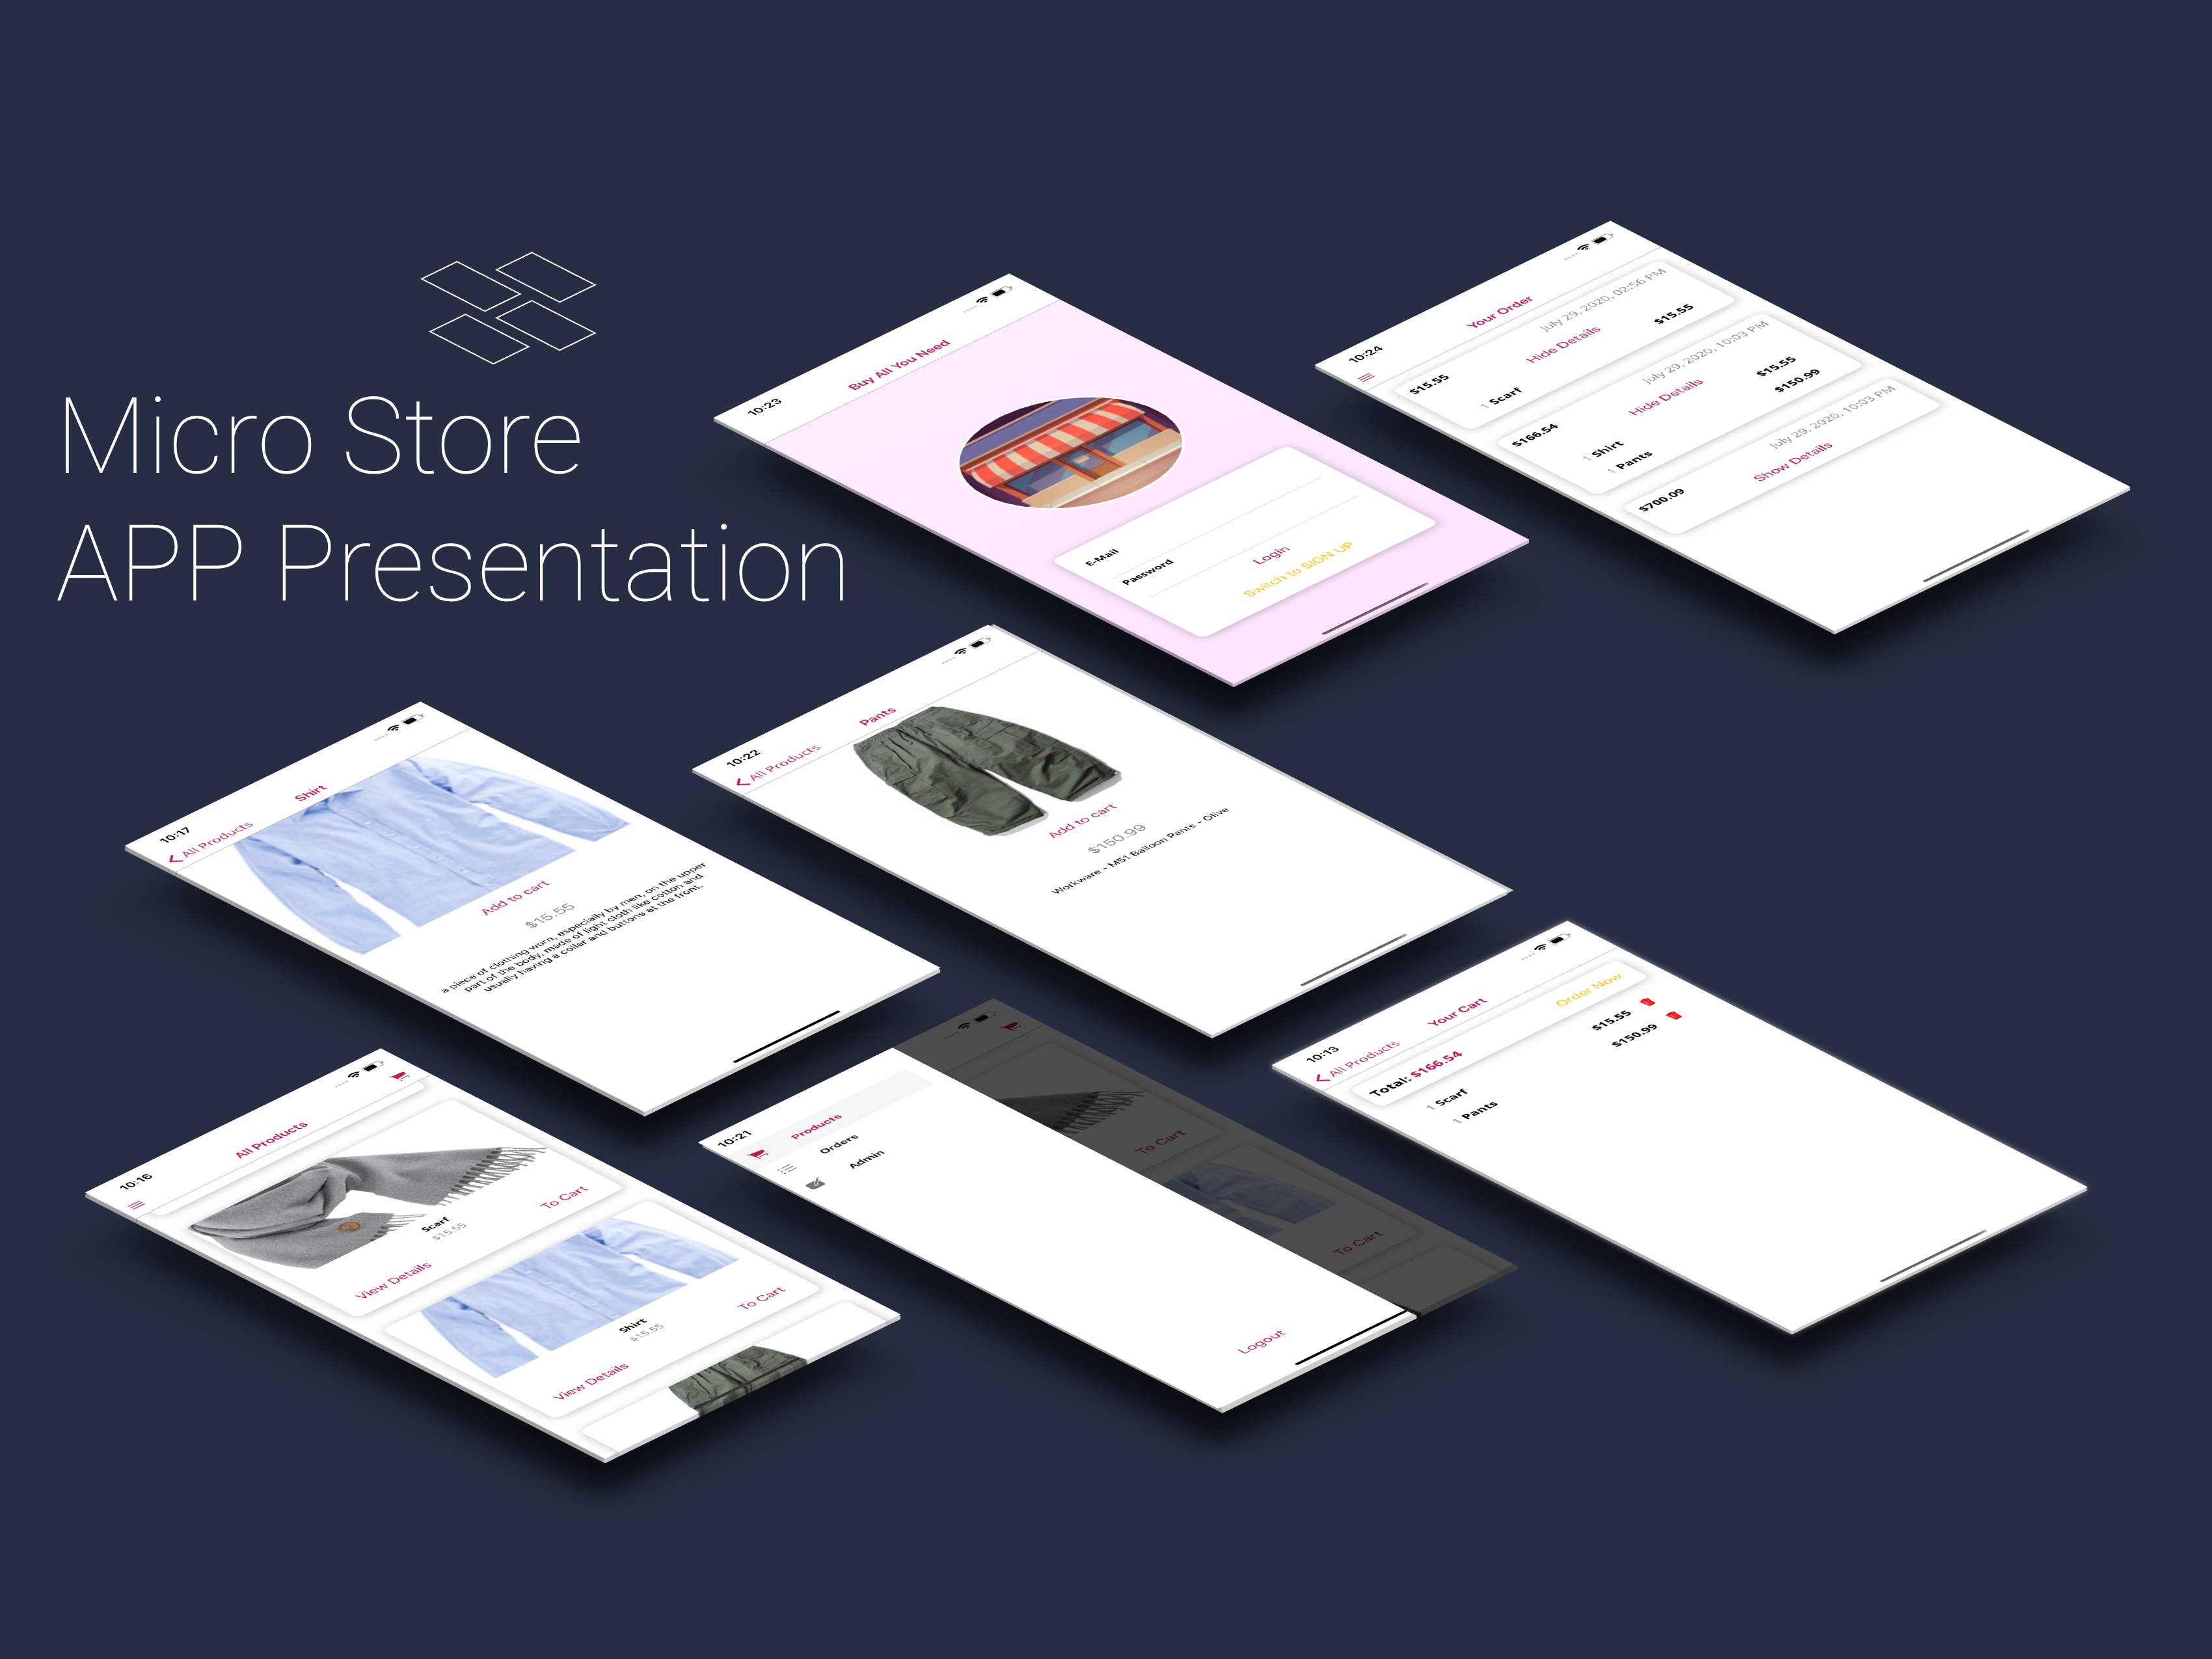 Micro Store
APP Presentation
10:23
Buy All You Need
E-Mail
Password
Login
Switch to SIGN UP
10:24
Your Order
$15.55
July 29, 2020, 02:56 PM
Hide Details
1 Scarf
$15.55
$166.54
July 29, 2020, 10:03 PM
Hide Details
1 Shirt
$15.55
1 Pants
$150.99
$700.09
July 29, 2020, 10:03 PM
Show Details
10:17
All Products
Shirt
Add to cart
$15.55
a piece of clothing worn, especially by men, on the upper
part of the body, made of light cloth like cotton and
usually having a collar and buttons at the front.
10:22
All Products
Pants
Add to cart
$150.99
Workware - M51 Balloon Pants - Olive
10:16
All Products
Scarf
$15.55
View Details
To Cart
Shirt
$15.55
View Details
To Cart
10:21
Products
Orders
Admin
Logout
To Cart
To Cart
10:13
All Products
Your Cart
Total: $166.54
Order Now
1 Scarf
$15.55
1 Pants
$150.99